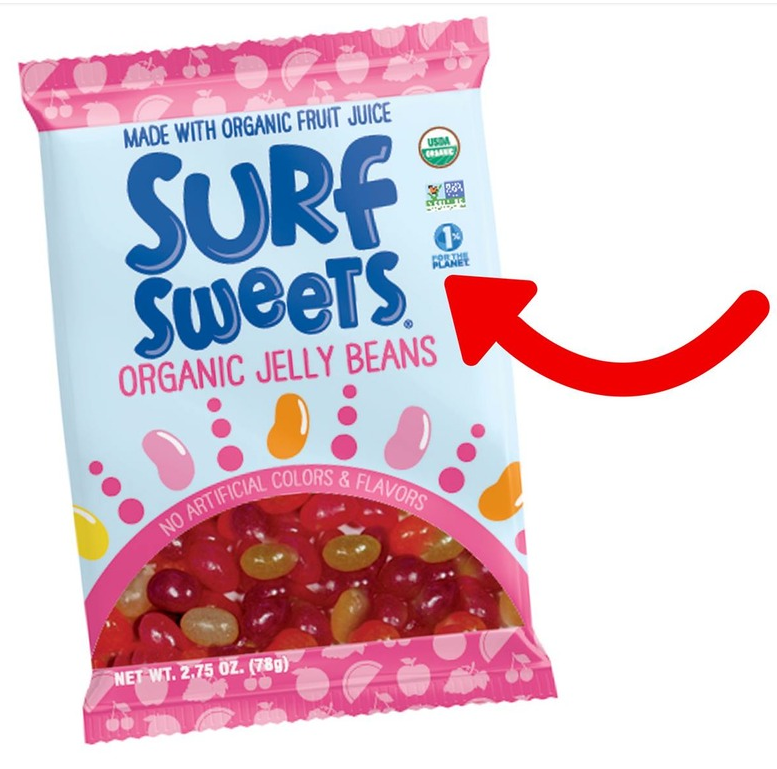 MADE WITH ORGANIC FRUIT JUICE
SURF
SWEETS®
ORGANIC JELLY BEANS
USDA
ORGANIC
1%
FOR THE
PLANET
NO ARTIFICIAL COLORS & FLAVORS
NET WT. 2.75 OZ. (78g)